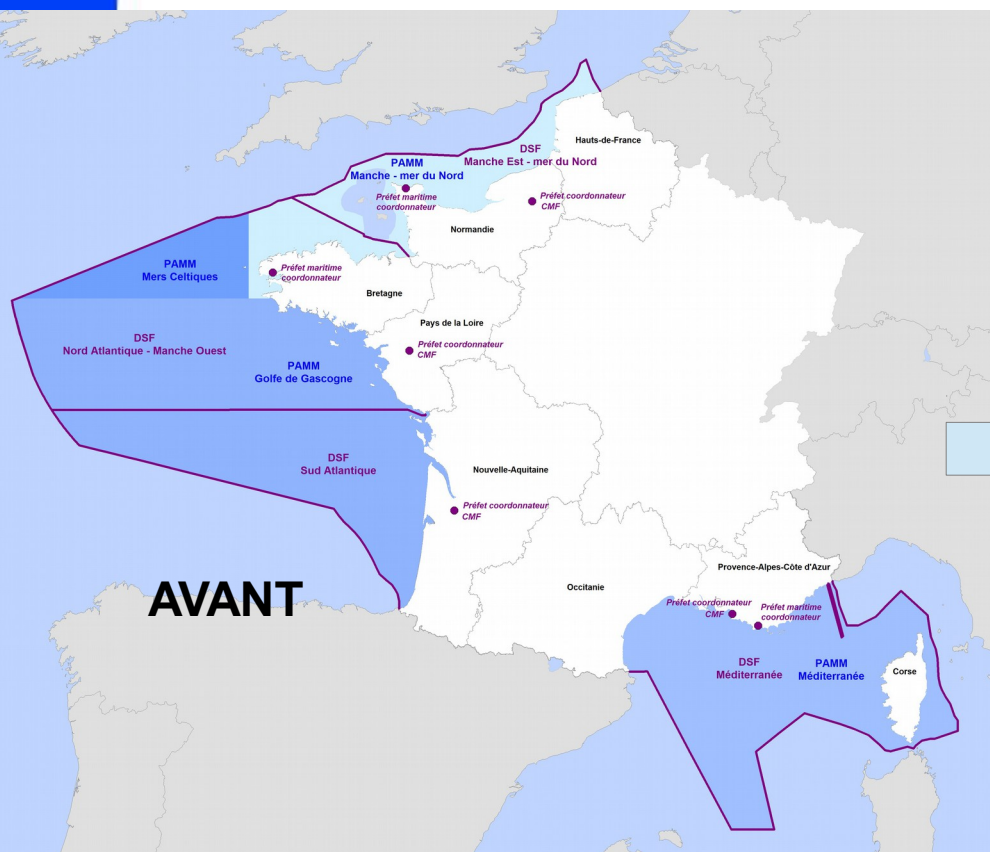 Hauts-de-France
DSF
Manche Est - mer du Nord
PAMM
Manche - mer du Nord
Préfet maritime
coordonnateur
Préfet coordonnateur
CMF
Normandie
PAMM
Mers Celtiques
Préfet maritime
coordonnateur
Bretagne
Pays de la Loire
DSF
Nord Atlantique - Manche Ouest
Préfet coordonnateur
CMF
PAMM
Golfe de Gascogne
DSF
Sud Atlantique
Nouvelle-Aquitaine
Préfet coordonnateur
CMF
AVANT
Occitanie
Provence-Alpes-Côte d'Azur
Préfet coordonnateur
CMF
Préfet maritime
coordonnateur
DSF
Méditerranée
PAMM
Méditerranée
Corse